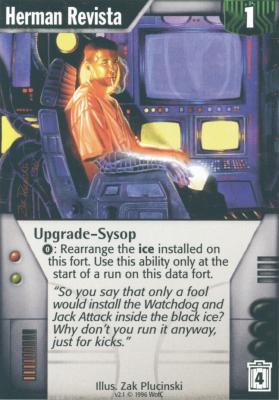 Herman Revista
1
Upgrade–Sysop
0: Rearrange the ice installed on
this fort. Use this ability only at the
start of a run on this data fort.
"So you say that only a fool
would install the Watchdog and
Jack Attack inside the black ice?
Why don't you run it anyway,
just for kicks."
4
Illus. Zak Plucinski
v2.1 © 1996 WotC